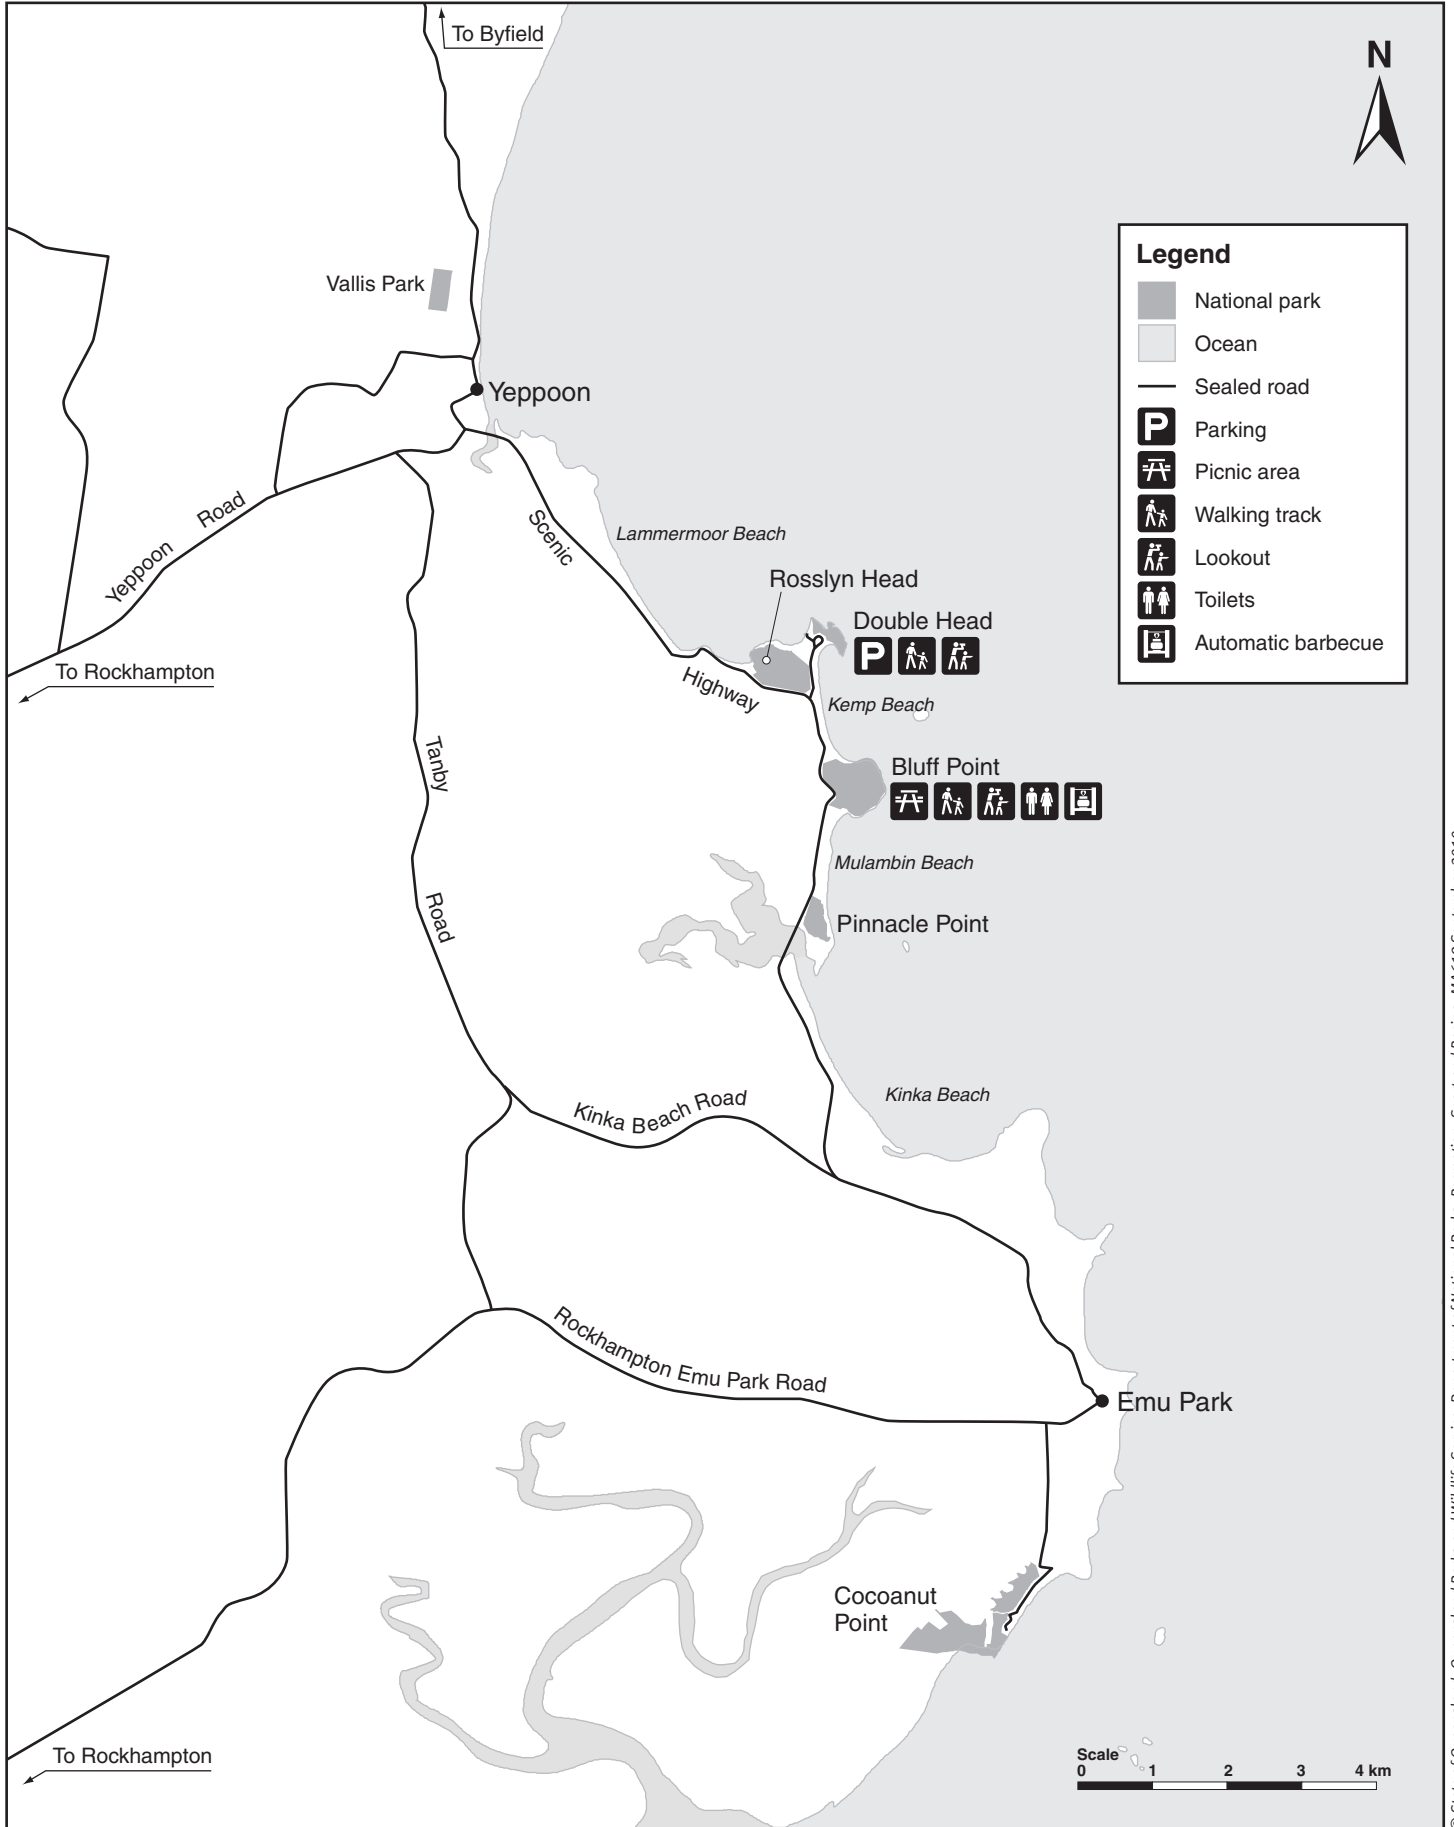 To Byfield
N
Vallis Park
Yeppoon
Legend
National park
Ocean
Sealed road
P Parking
Picnic area
Walking track
Lookout
Toilets
Automatic barbecue
Yeppoon Road
Scenic Highway
Lammermoor Beach
Rosslyn Head
Double Head
P
To Rockhampton
Kemp Beach
Tanby Road
Bluff Point
Mulambin Beach
Pinnacle Point
Kinka Beach
Kinka Beach Road
Rockhampton Emu Park Road
Emu Park
Cocoanut
Point
To Rockhampton
Scale
0 1 2 3 4 km